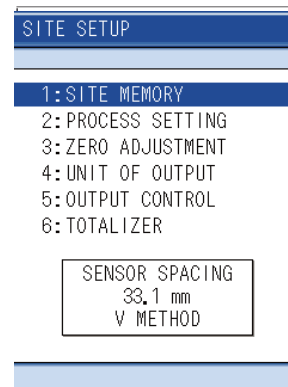 SITE SETUP
1:SITE MEMORY
2:PROCESS SETTING
3:ZERO ADJUSTMENT
4:UNIT OF OUTPUT
5:OUTPUT CONTROL
6:TOTALIZER
SENSOR SPACING
33.1 mm
V METHOD